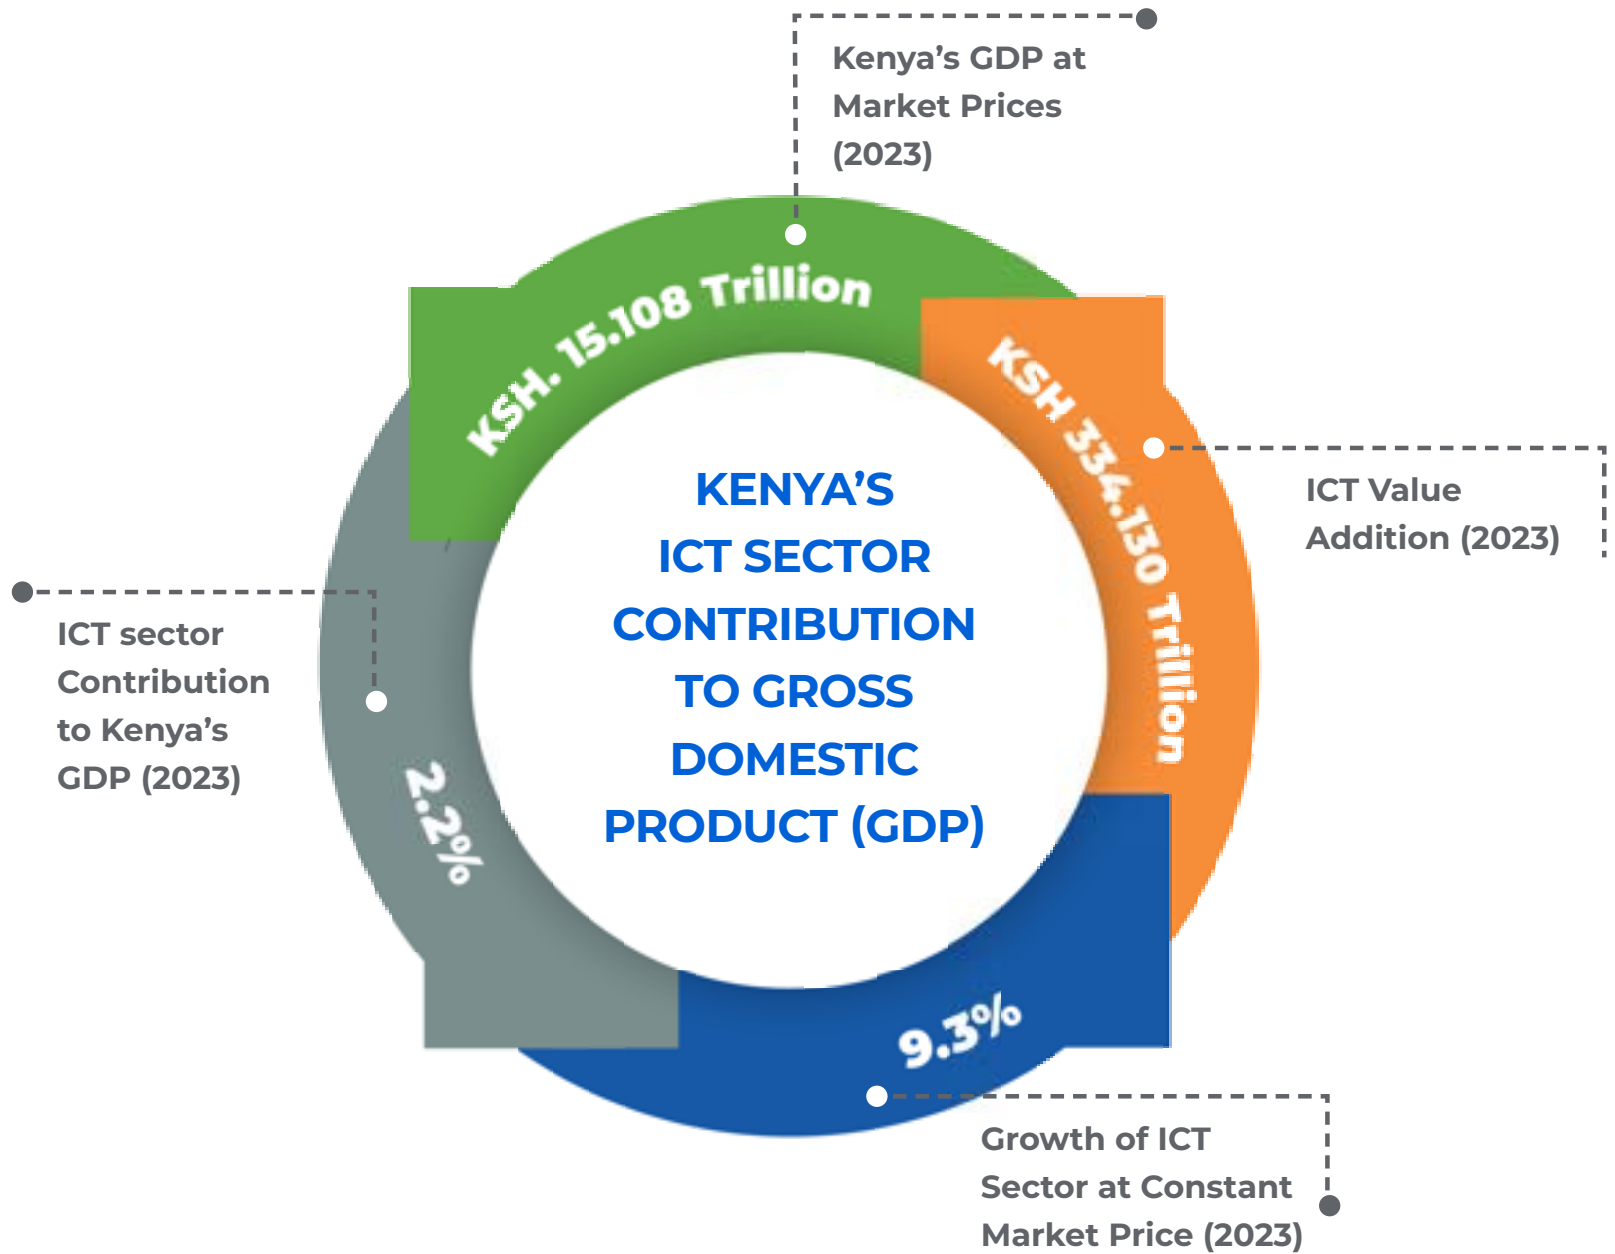 Kenya’s GDP at
Market Prices
(2023)
KSH. 15.108 Trillion
KSH 334.130 Trillion
ICT Value
Addition (2023)
KENYA’S
ICT SECTOR
CONTRIBUTION
TO GROSS
DOMESTIC
PRODUCT (GDP)
ICT sector
Contribution
to Kenya’s
GDP (2023)
2.2%
9.3%
Growth of ICT
Sector at Constant
Market Price (2023)